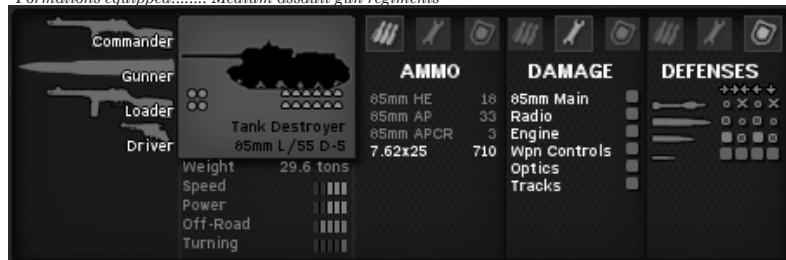 Formations equipped........ Medium assault gun regiments
Commander
Gunner
Loader
Driver
Tank Destroyer
85mm L/55 D-5
Weight 29.6 tons
Speed
Power
Off-Road
Turning
AMMO
85mm HE 18
85mm AP 33
85mm APCR 3
7.62x25 710
DAMAGE
85mm Main
Radio
Engine
Wpn Controls
Optics
Tracks
DEFENSES